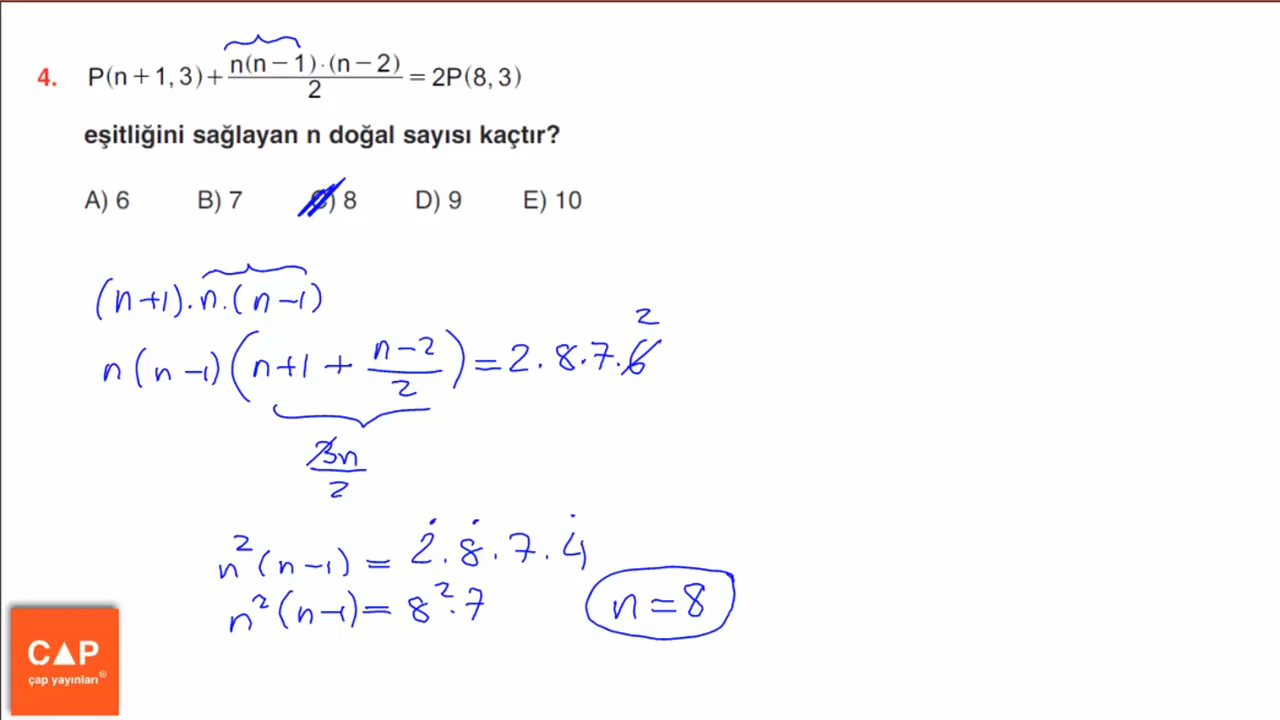 4. P(n+1, 3) + n(n−1)·(n−2) / 2 = 2P(8, 3)
eşitliğini sağlayan n doğal sayısı kaçtır?
A) 6 B) 7 C) 8 D) 9 E) 10
(n+1).n.(n−1)
n(n−1)(n+1 + n−2 / 2) = 2.8.7.6 2
3n / 2
n²(n−1) = 2.8.7.4
n²(n−1) = 8².7
n = 8
CAP
çap yayınları®